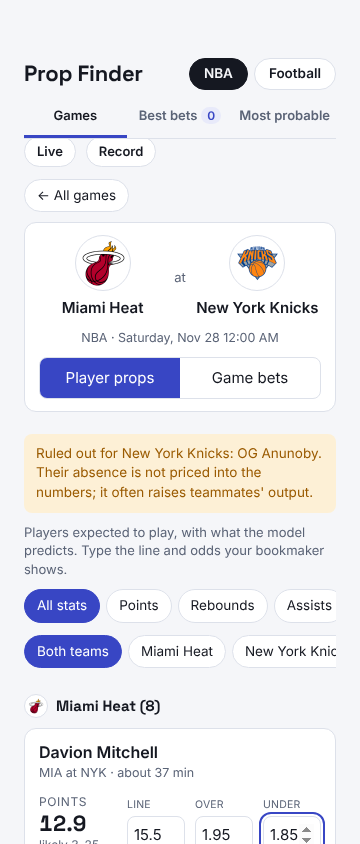 Prop Finder
NBA
Football
Games
Best bets 0
Most probable
Live
Record
← All games
KNICKS
at
Miami Heat
New York Knicks
NBA · Saturday, Nov 28 12:00 AM
Player props
Game bets
Ruled out for New York Knicks: OG Anunoby.
Their absence is not priced into the
numbers; it often raises teammates' output.
Players expected to play, with what the model
predicts. Type the line and odds your bookmaker
shows.
All stats
Points
Rebounds
Assists
Both teams
Miami Heat
New York Knic
Miami Heat (8)
Davion Mitchell
MIA at NYK · about 37 min
POINTS
LINE
OVER
UNDER
12.9
15.5
1.95
1.85